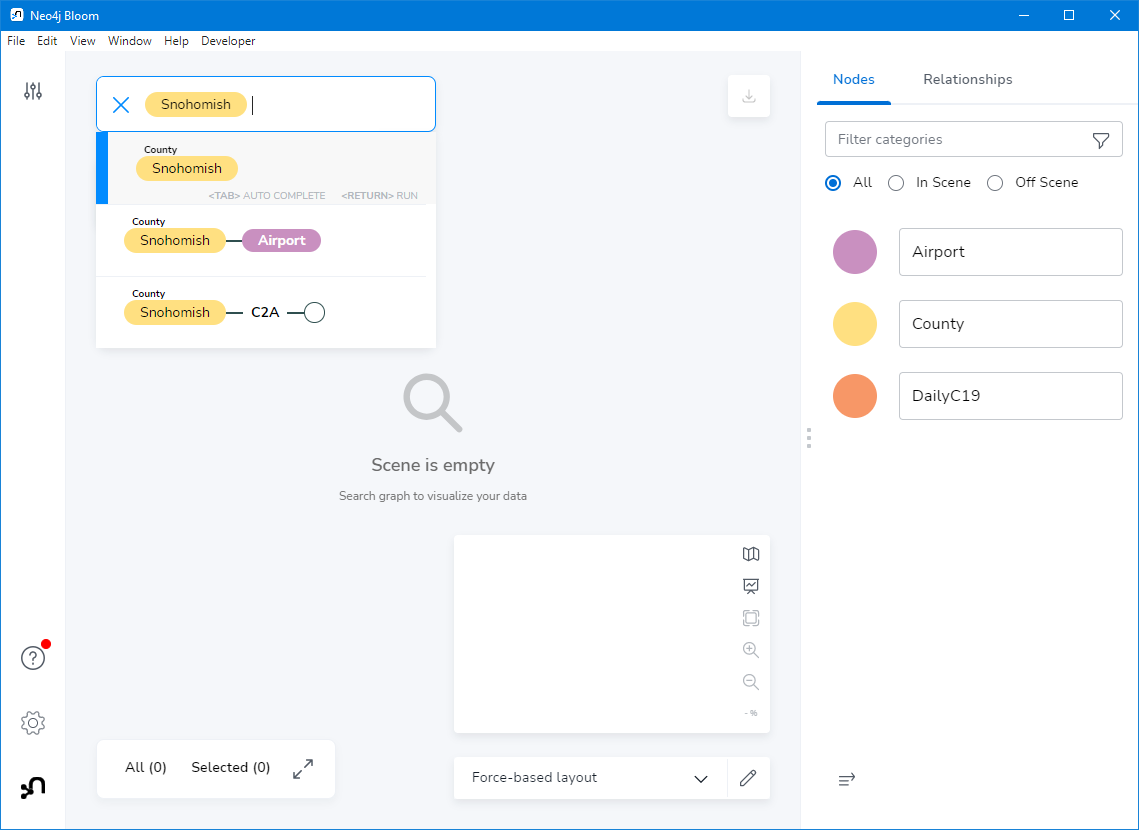 Neo4j Bloom
File Edit View Window Help Developer
Snohomish
County
Snohomish
<TAB> AUTO COMPLETE <RETURN> RUN
County
Snohomish Airport
County
Snohomish C2A
Scene is empty
Search graph to visualize your data
- %
All (0) Selected (0)
Force-based layout
Nodes Relationships
Filter categories
All In Scene Off Scene
Airport
County
DailyC19